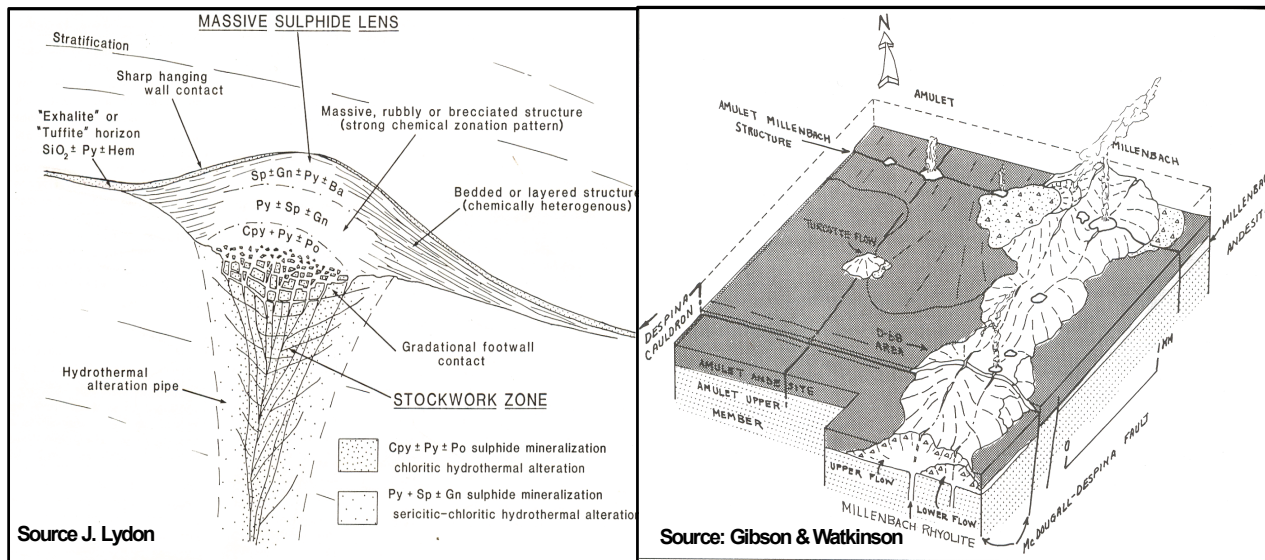 MASSIVE SULPHIDE LENS
Stratification
Sharp hanging
wall contact
"Exhalite" or
"Tuffite" horizon
SiO₂ ± Py ± Hem
Massive, rubbly or brecciated structure
(strong chemical zonation pattern)
Sp±Gn±Py±Ba
Bedded or layered structure
(chemically heterogenous)
Py±Sp±Gn
Cpy+Py±Po
Gradational footwall
contact
Hydrothermal
alteration pipe
STOCKWORK ZONE
Cpy ± Py ± Po sulphide mineralization
chloritic hydrothermal alteration
Py + Sp ± Gn sulphide mineralization
sericitic-chloritic hydrothermal alteration
Source J. Lydon
N
AMULET
AMULET MILLENBACH
STRUCTURE
MILLENBACH
MILLENBACH
ANDESITE
TURCOTTE FLOW
DESPINA
CAULDRON
D-68
AREA
AMULET ANDESITE
AMULET UPPER
MEMBER
1 KM
0
FAULT
UPPER FLOW
LOWER FLOW
MILLENBACH RHYOLITE
McDOUGALL-DESPINA
Source: Gibson & Watkinson